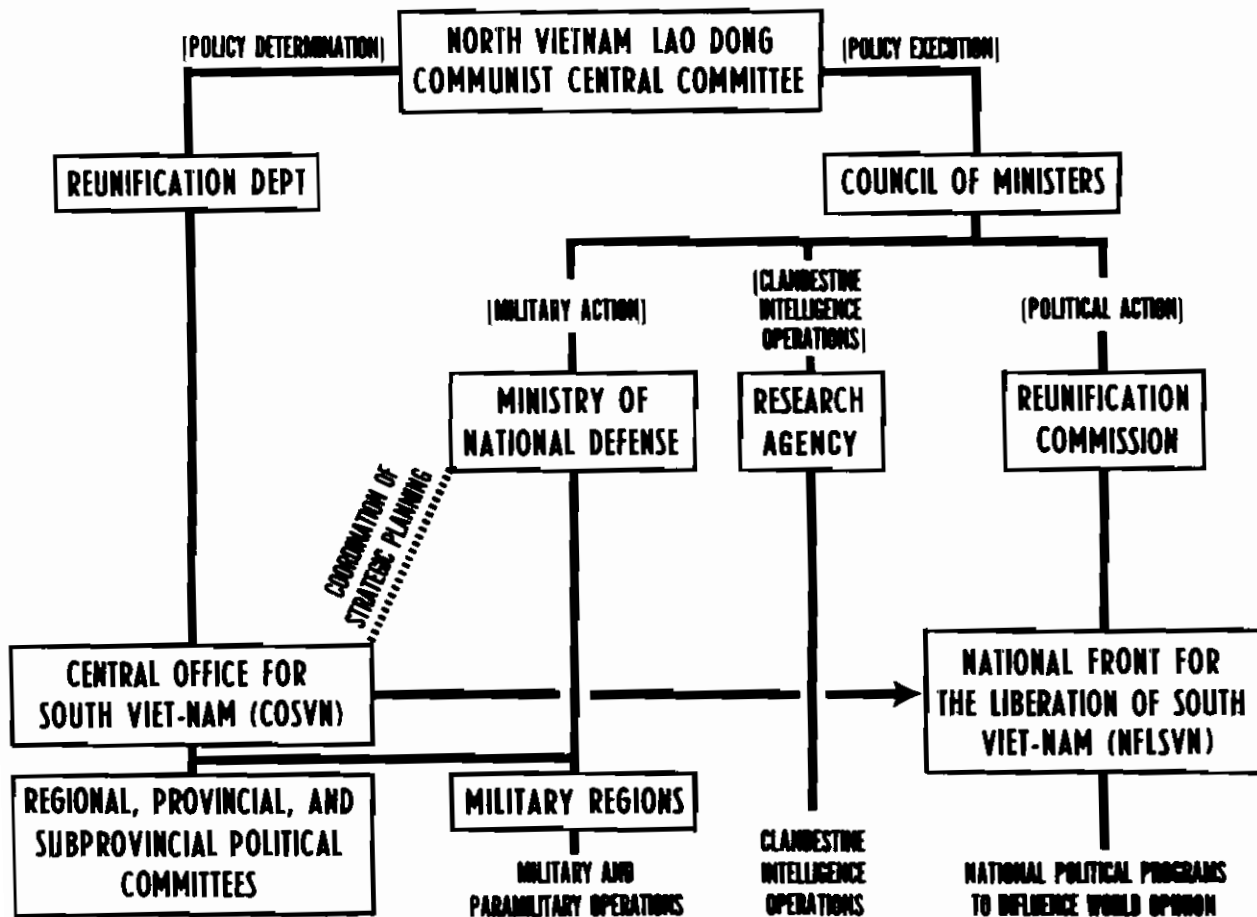 (POLICY DETERMINATION)
NORTH VIETNAM LAO DONG
COMMUNIST CENTRAL COMMITTEE
(POLICY EXECUTION)
REUNIFICATION DEPT
COUNCIL OF MINISTERS
(MILITARY ACTION)
(CLANDESTINE
INTELLIGENCE
OPERATIONS)
(POLITICAL ACTION)
MINISTRY OF
NATIONAL DEFENSE
RESEARCH
AGENCY
REUNIFICATION
COMMISSION
COORDINATION OF
STRATEGIC PLANNING
CENTRAL OFFICE FOR
SOUTH VIET-NAM (COSVN)
NATIONAL FRONT FOR
THE LIBERATION OF SOUTH
VIET-NAM (NFLSVN)
REGIONAL, PROVINCIAL, AND
SUBPROVINCIAL POLITICAL
COMMITTEES
MILITARY REGIONS
MILITARY AND
PARAMILITARY OPERATIONS
CLANDESTINE
INTELLIGENCE
OPERATIONS
NATIONAL POLITICAL PROGRAMS
TO INFLUENCE WOULD OPINION